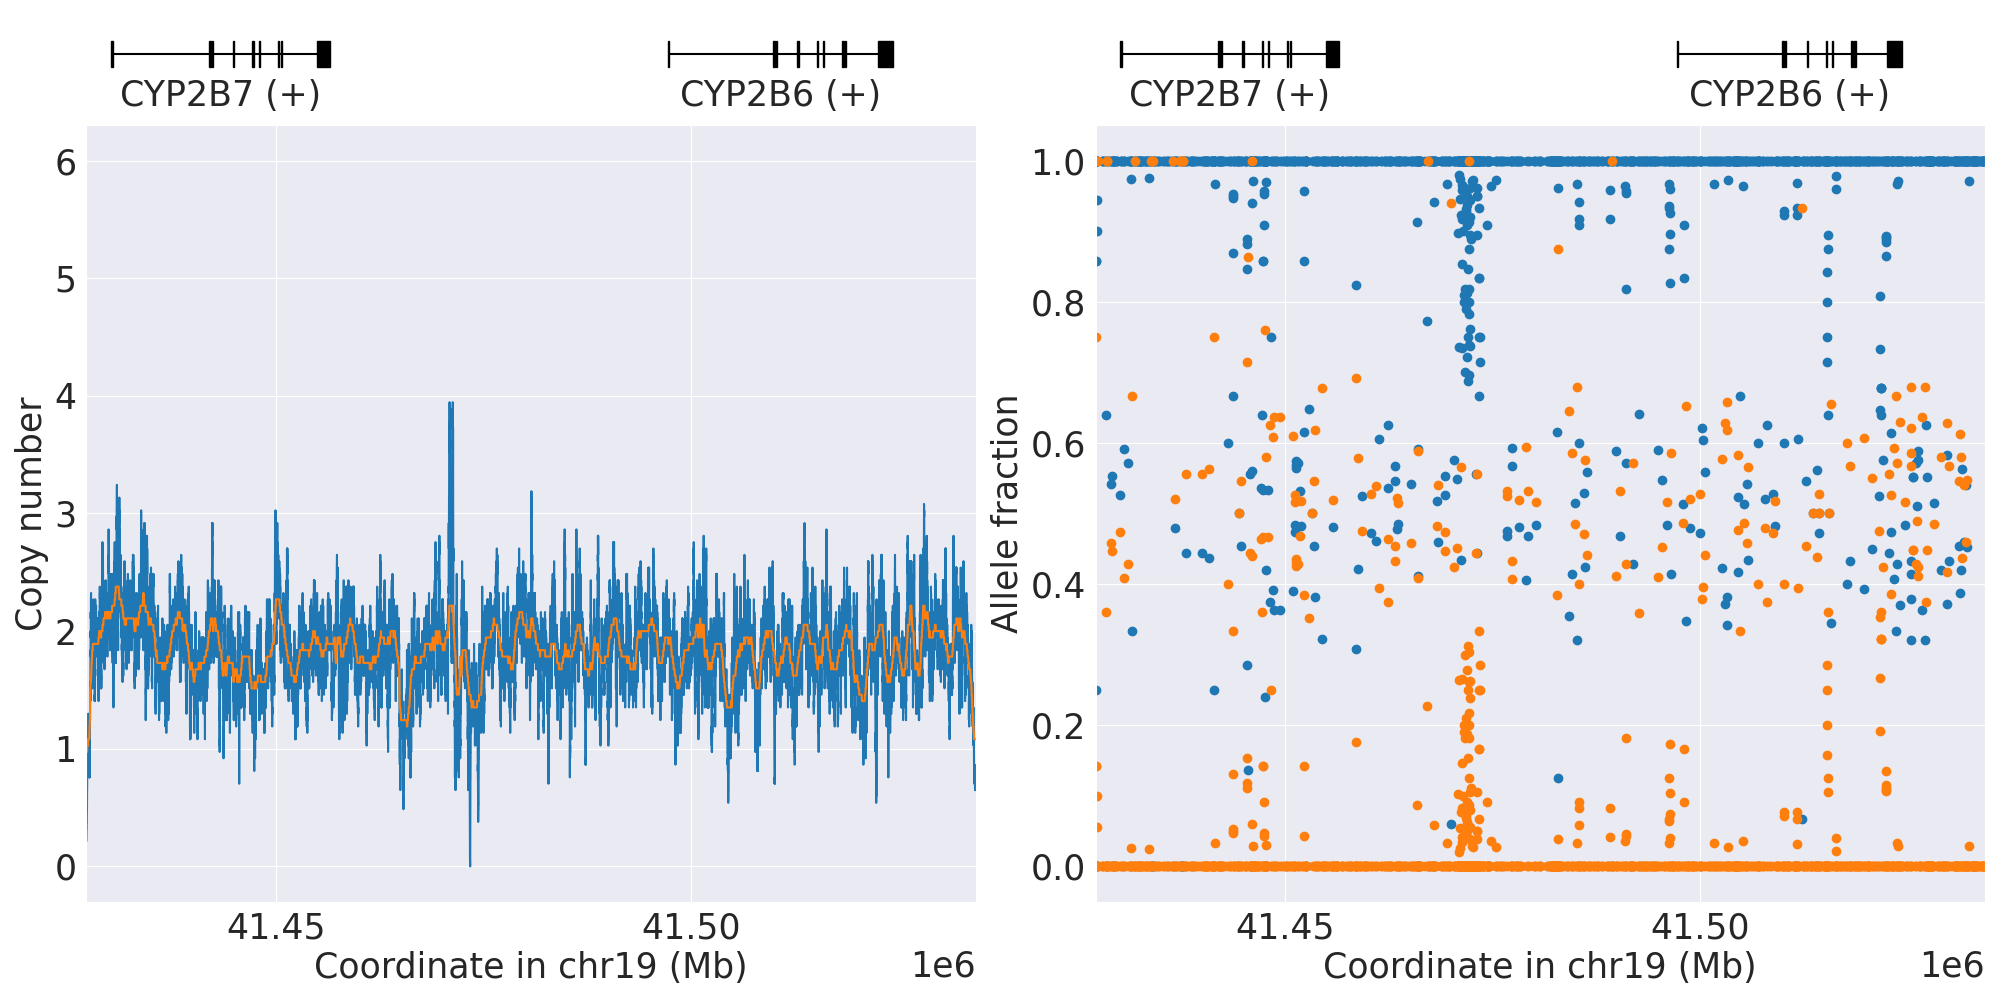 CYP2B7 (+)
CYP2B6 (+)
6
5
4
3
2
1
0
Copy number
41.45
41.50
Coordinate in chr19 (Mb)
1e6
CYP2B7 (+)
CYP2B6 (+)
1.0
0.8
0.6
0.4
0.2
0.0
Allele fraction
41.45
41.50
Coordinate in chr19 (Mb)
1e6